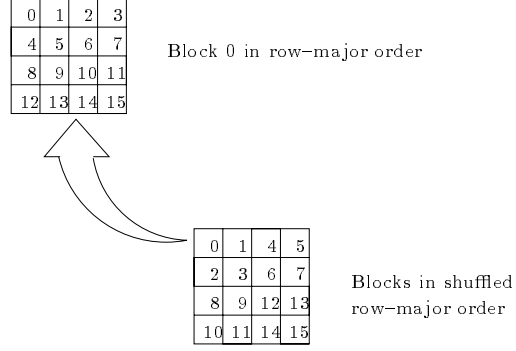 0 1 2 3
4 5 6 7
8 9 10 11
12 13 14 15
Block 0 in row–major order
0 1 4 5
2 3 6 7
8 9 12 13
10 11 14 15
Blocks in shuffled
row–major order